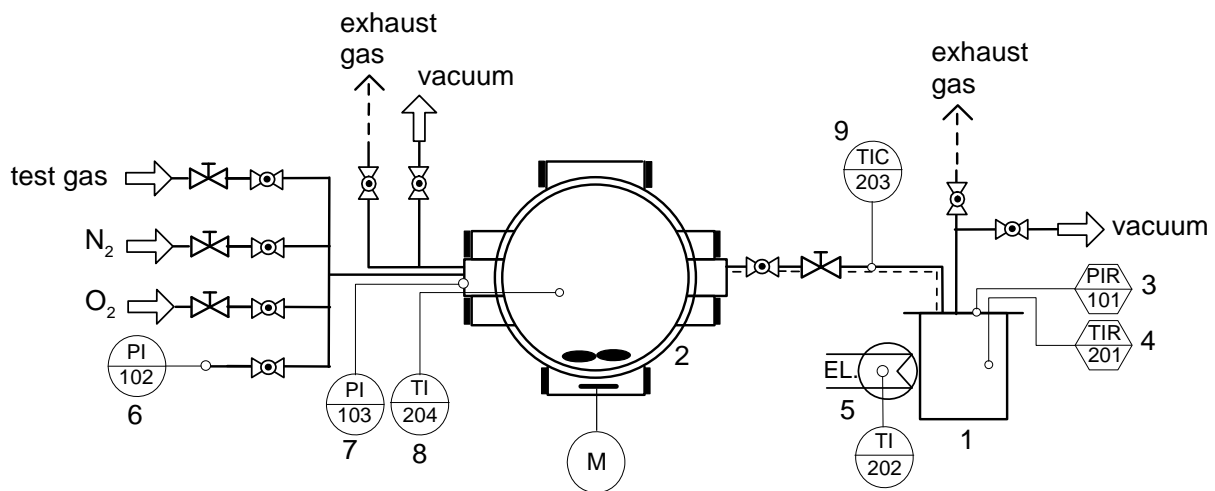 exhaust
gas
vacuum
exhaust
gas
9
TIC
203
test gas
vacuum
N2
PIR
101
3
O2
TIR
201
4
2
PI
102
6
PI
103
7
TI
204
8
EL.
5
1
TI
202
M